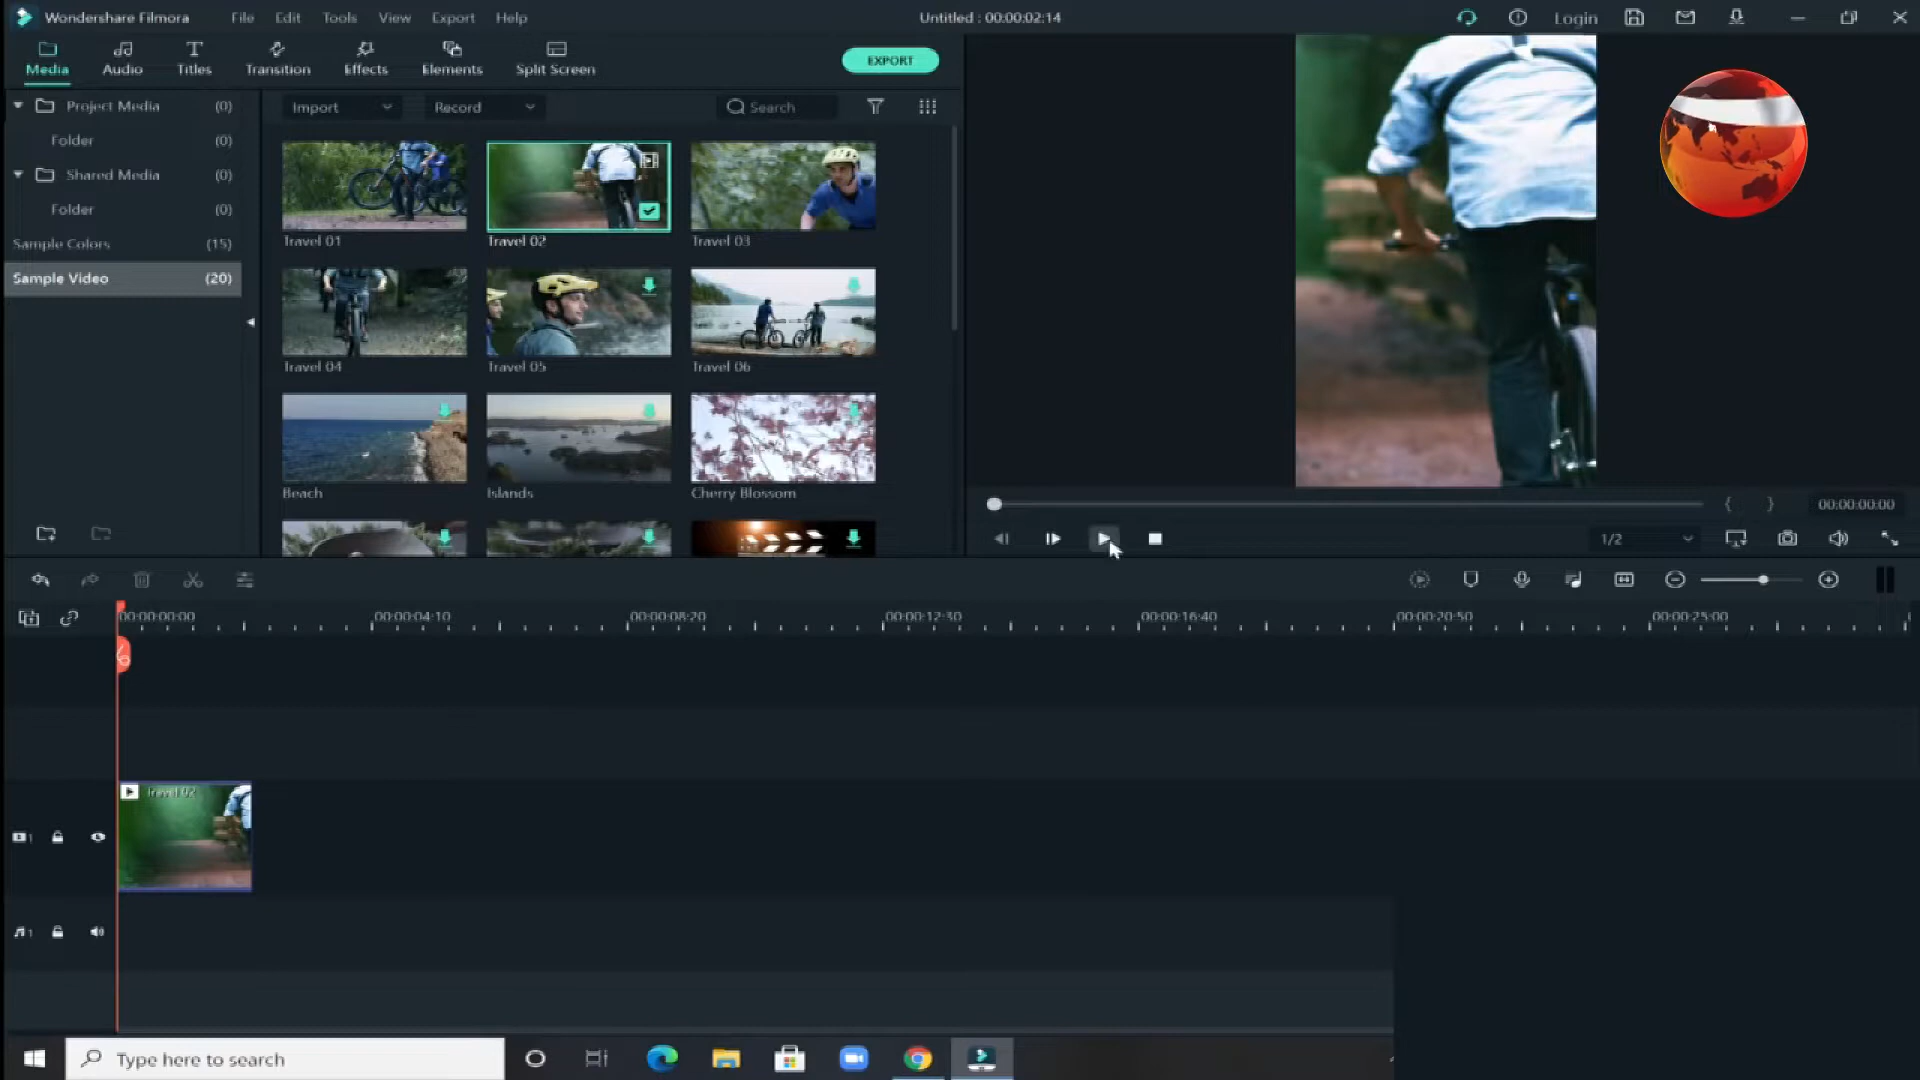 Wondershare Filmora File Edit Tools View Export Help
Untitled : 00:00:02:14
Login
Media Audio Titles Transition Effects Elements Split Screen
EXPORT
Project Media (0)
Folder (0)
Shared Media (0)
Folder (0)
Sample Colors (15)
Sample Video (20)
Import Record Search
Travel 01 Travel 02 Travel 03
Travel 04 Travel 05 Travel 06
Beach Islands Cherry Blossom
{ } 00:00:00:00
1/2
00:00:00:00 00:00:04:10 00:00:08:20 00:00:12:30 00:00:16:40 00:00:20:50 00:00:25:00
Travel 02
1
1
Type here to search